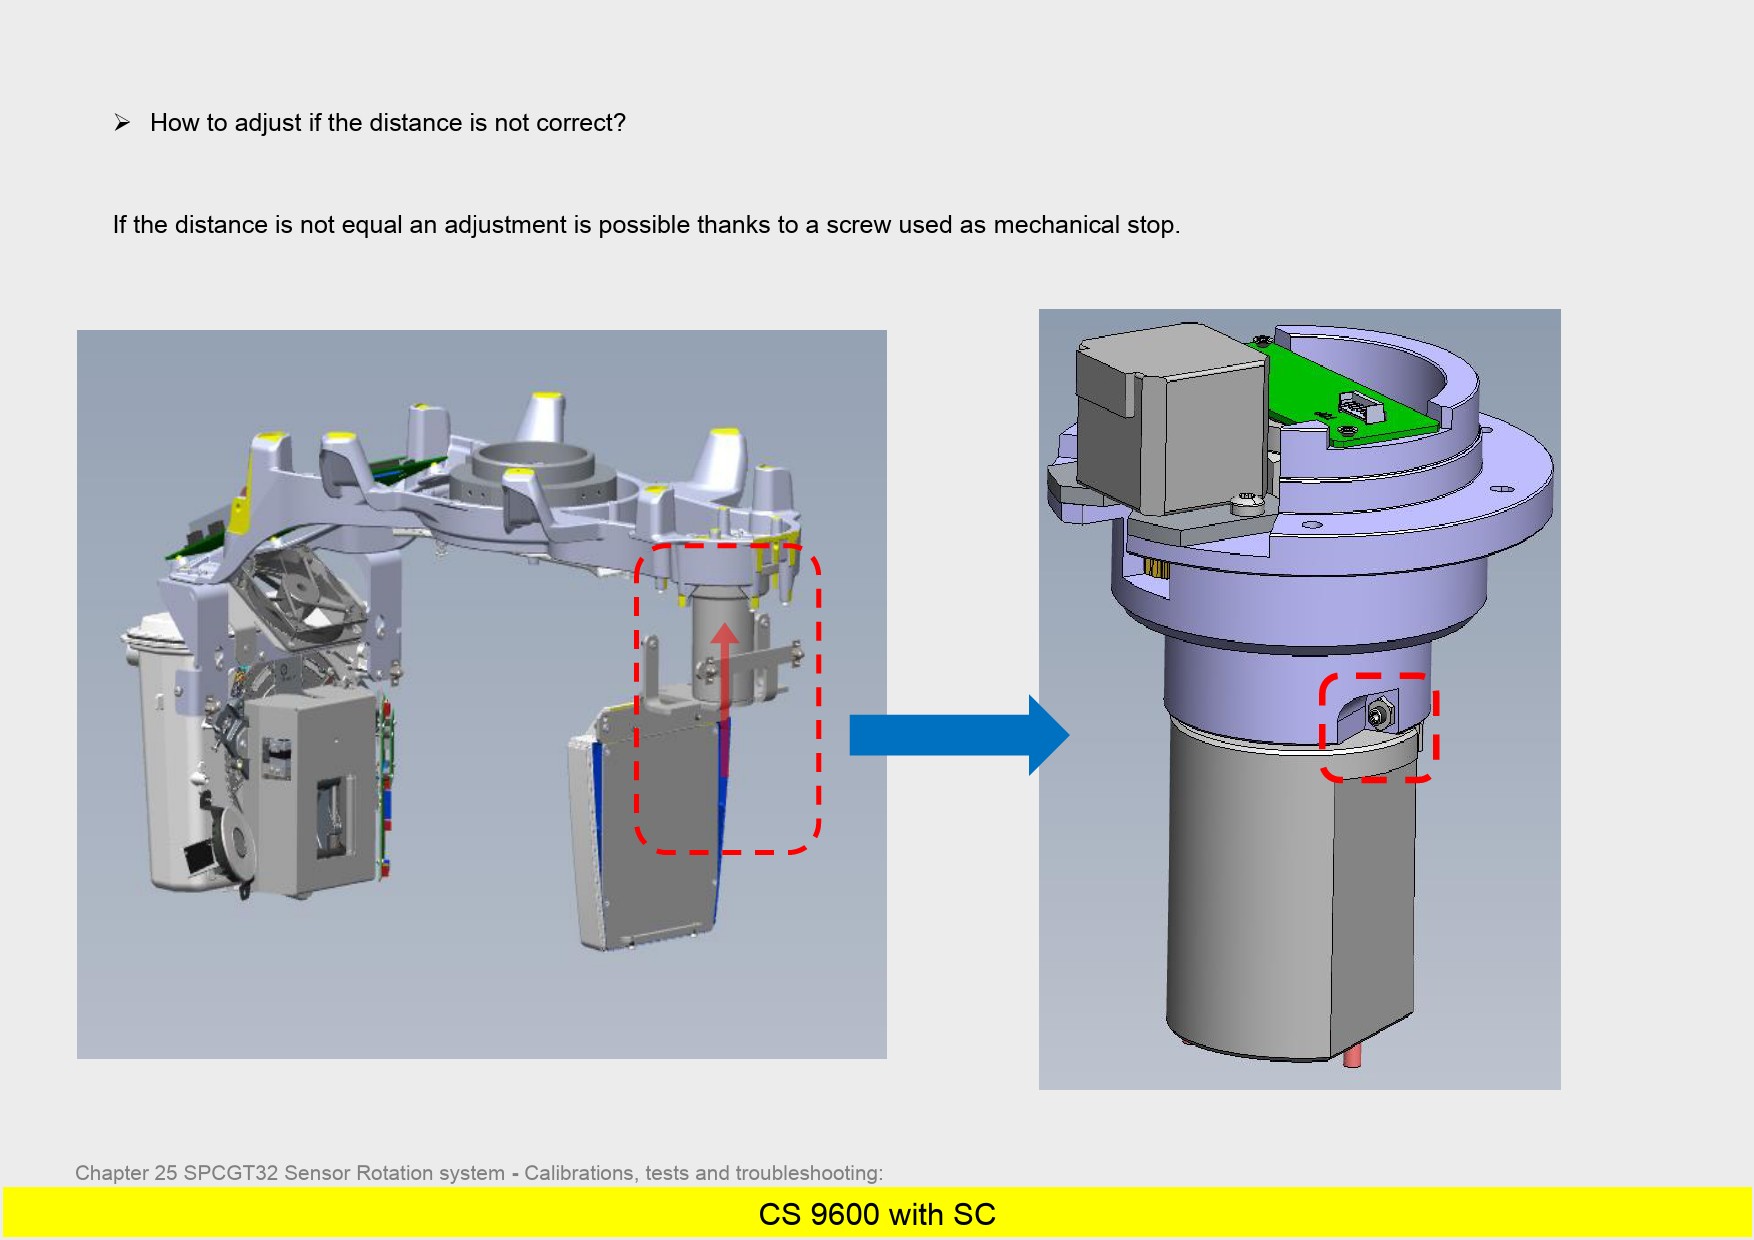 ➢ How to adjust if the distance is not correct?
If the distance is not equal an adjustment is possible thanks to a screw used as mechanical stop.
Chapter 25 SPCGT32 Sensor Rotation system - Calibrations, tests and troubleshooting:
CS 9600 with SC